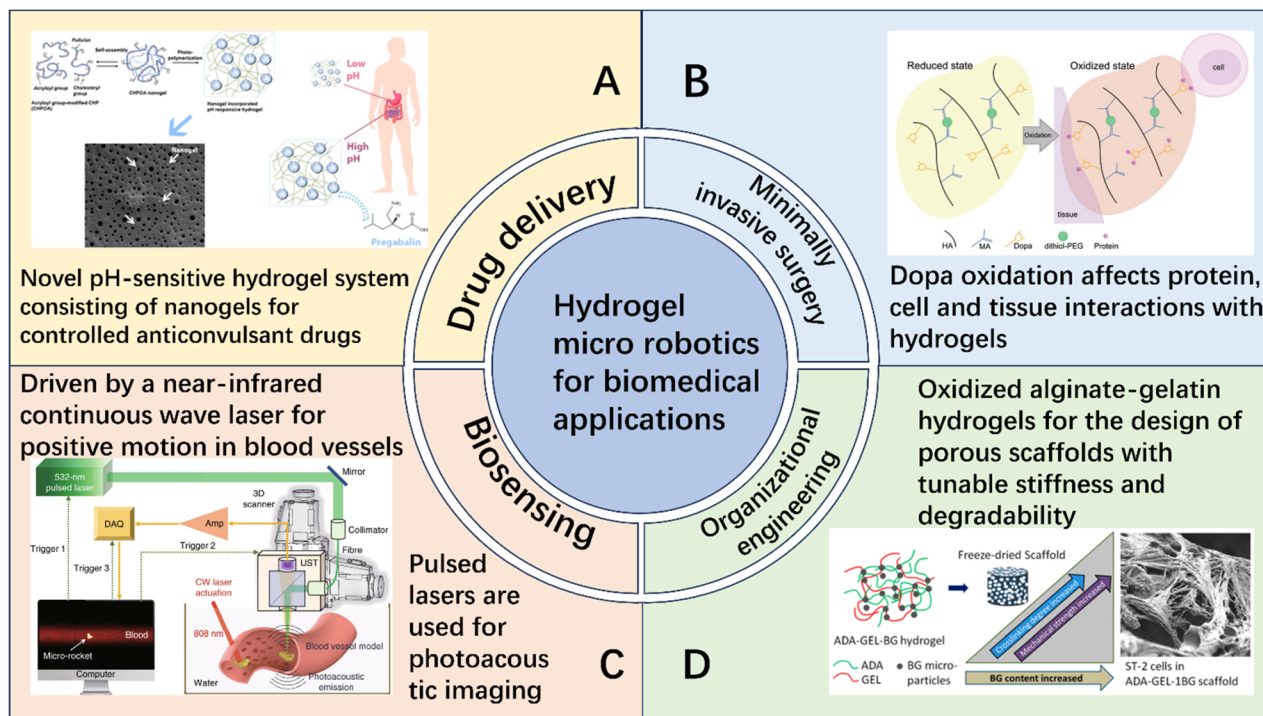 Pullulan
Self-assembly
Photo-
polymerization
Acryloyl group
Cholesteryl
group
Acryloyl group-modified CHP
(CHPOA)
CHPOA nanogel
Nanogel incorporated
pH responsive hydrogel
Nanogel
Low
pH
High
pH
NH₂
H
O
OH
Pregabalin
A
Novel pH-sensitive hydrogel system
consisting of nanogels for
controlled anticonvulsant drugs
B
Reduced state
Oxidized state
cell
Oxidation
tissue
HA
MA
Dopa
dithiol-PEG
Protein
Dopa oxidation affects protein,
cell and tissue interactions with
hydrogels
Drug delivery
Minimally
invasive surgery
Hydrogel
micro robotics
for biomedical
applications
Biosensing
Organizational
engineering
Driven by a near-infrared
continuous wave laser for
positive motion in blood vessels
532-nm
pulsed laser
Mirror
3D
scanner
DAQ
Amp
Collimator
Fibre
Trigger 1
Trigger 2
Trigger 3
UST
CW laser
actuation
808 nm
Blood
Micro-rocket
Computer
Blood vessel model
Photoacoustic
emission
Water
Pulsed
lasers are
used for
photoacous
tic imaging
C
Oxidized alginate-gelatin
hydrogels for the design of
porous scaffolds with
tunable stiffness and
degradability
Freeze-dried Scaffold
ADA-GEL-BG hydrogel
ADA
GEL
BG micro-
particles
Crosslinking degree increased
Mechanical strength increased
BG content increased
ST-2 cells in
ADA-GEL-1BG scaffold
D